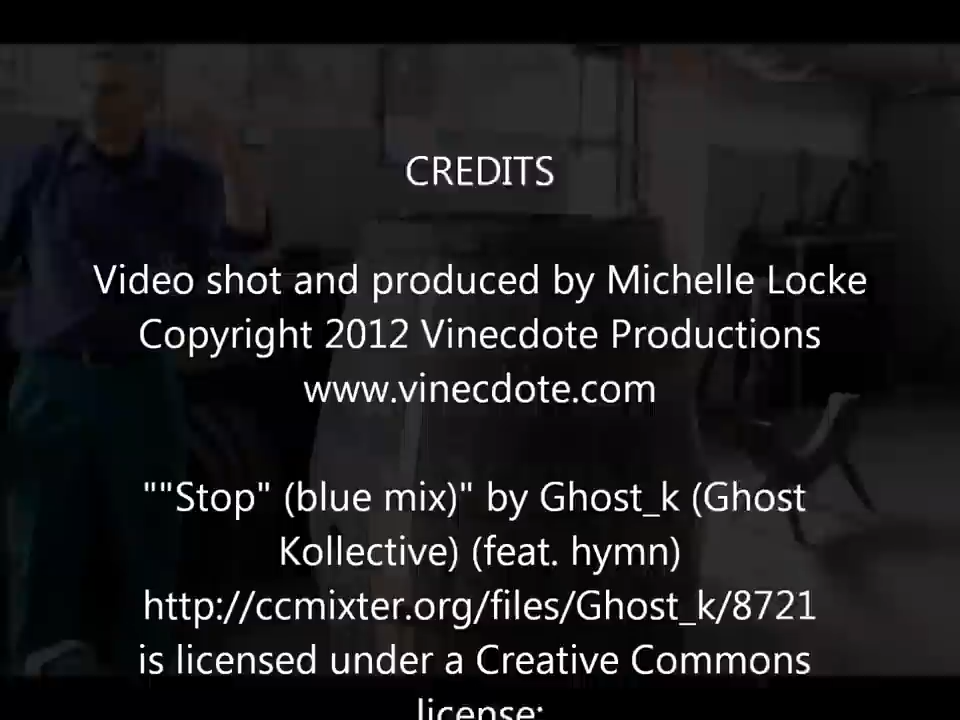 CREDITS
Video shot and produced by Michelle Locke
Copyright 2012 Vinecdote Productions
www.vinecdote.com
""Stop" (blue mix)" by Ghost_k (Ghost
Kollective) (feat. hymn)
http://ccmixter.org/files/Ghost_k/8721
is licensed under a Creative Commons
license: